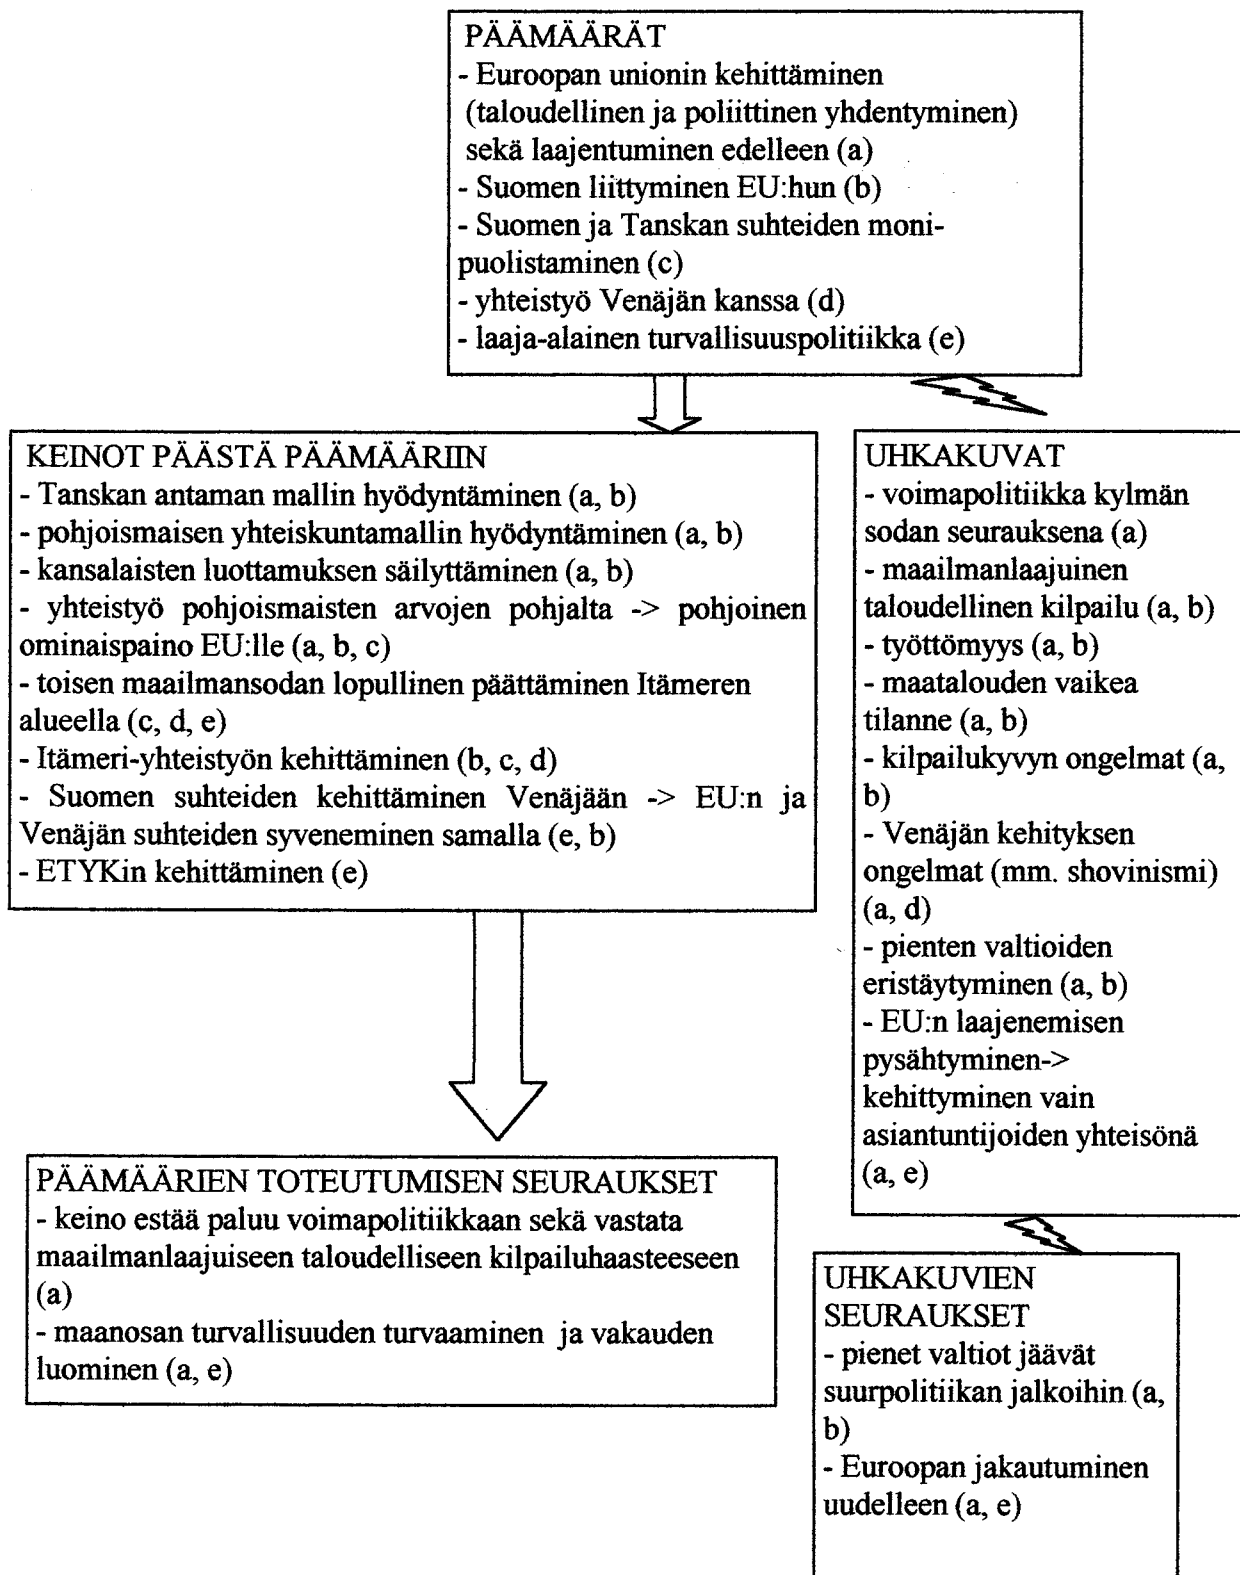 PÄÄMÄÄRÄT
- Euroopan unionin kehittäminen
(taloudellinen ja poliittinen yhdentyminen)
sekä laajentuminen edelleen (a)
- Suomen liittyminen EU:hun (b)
- Suomen ja Tanskan suhteiden moni-
puolistaminen (c)
- yhteistyö Venäjän kanssa (d)
- laaja-alainen turvallisuuspolitiikka (e)
KEINOT PÄÄSTÄ PÄÄMÄÄRIIN
- Tanskan antaman mallin hyödyntäminen (a, b)
- pohjoismaisen yhteiskuntamallin hyödyntäminen (a, b)
- kansalaisten luottamuksen säilyttäminen (a, b)
- yhteistyö pohjoismaisten arvojen pohjalta -> pohjoinen
ominaispaino EU:lle (a, b, c)
- toisen maailmansodan lopullinen päättäminen Itämeren
alueella (c, d, e)
- Itämeri-yhteistyön kehittäminen (b, c, d)
- Suomen suhteiden kehittäminen Venäjään -> EU:n ja
Venäjän suhteiden syveneminen samalla (e, b)
- ETYKin kehittäminen (e)
UHKAKUVAT
- voimapolitiikka kylmän
sodan seurauksena (a)
- maailmanlaajuinen
taloudellinen kilpailu (a, b)
- työttömyys (a, b)
- maatalouden vaikea
tilanne (a, b)
- kilpailukyvyn ongelmat (a,
b)
- Venäjän kehityksen
ongelmat (mm. shovinismi)
(a, d)
- pienten valtioiden
eristäytyminen (a, b)
- EU:n laajenemisen
pysähtyminen->
kehittyminen vain
asiantuntijoiden yhteisönä
(a, e)
PÄÄMÄÄRIEN TOTEUTUMISEN SEURAUKSET
- keino estää paluu voimapolitiikkaan sekä vastata
maailmanlaajuiseen taloudelliseen kilpailuhaasteeseen
(a)
- maanosan turvallisuuden turvaaminen ja vakauden
luominen (a, e)
UHKAKUVIEN
SEURAUKSET
- pienet valtiot jäävät
suurpolitiikan jalkoihin (a,
b)
- Euroopan jakautuminen
uudelleen (a, e)